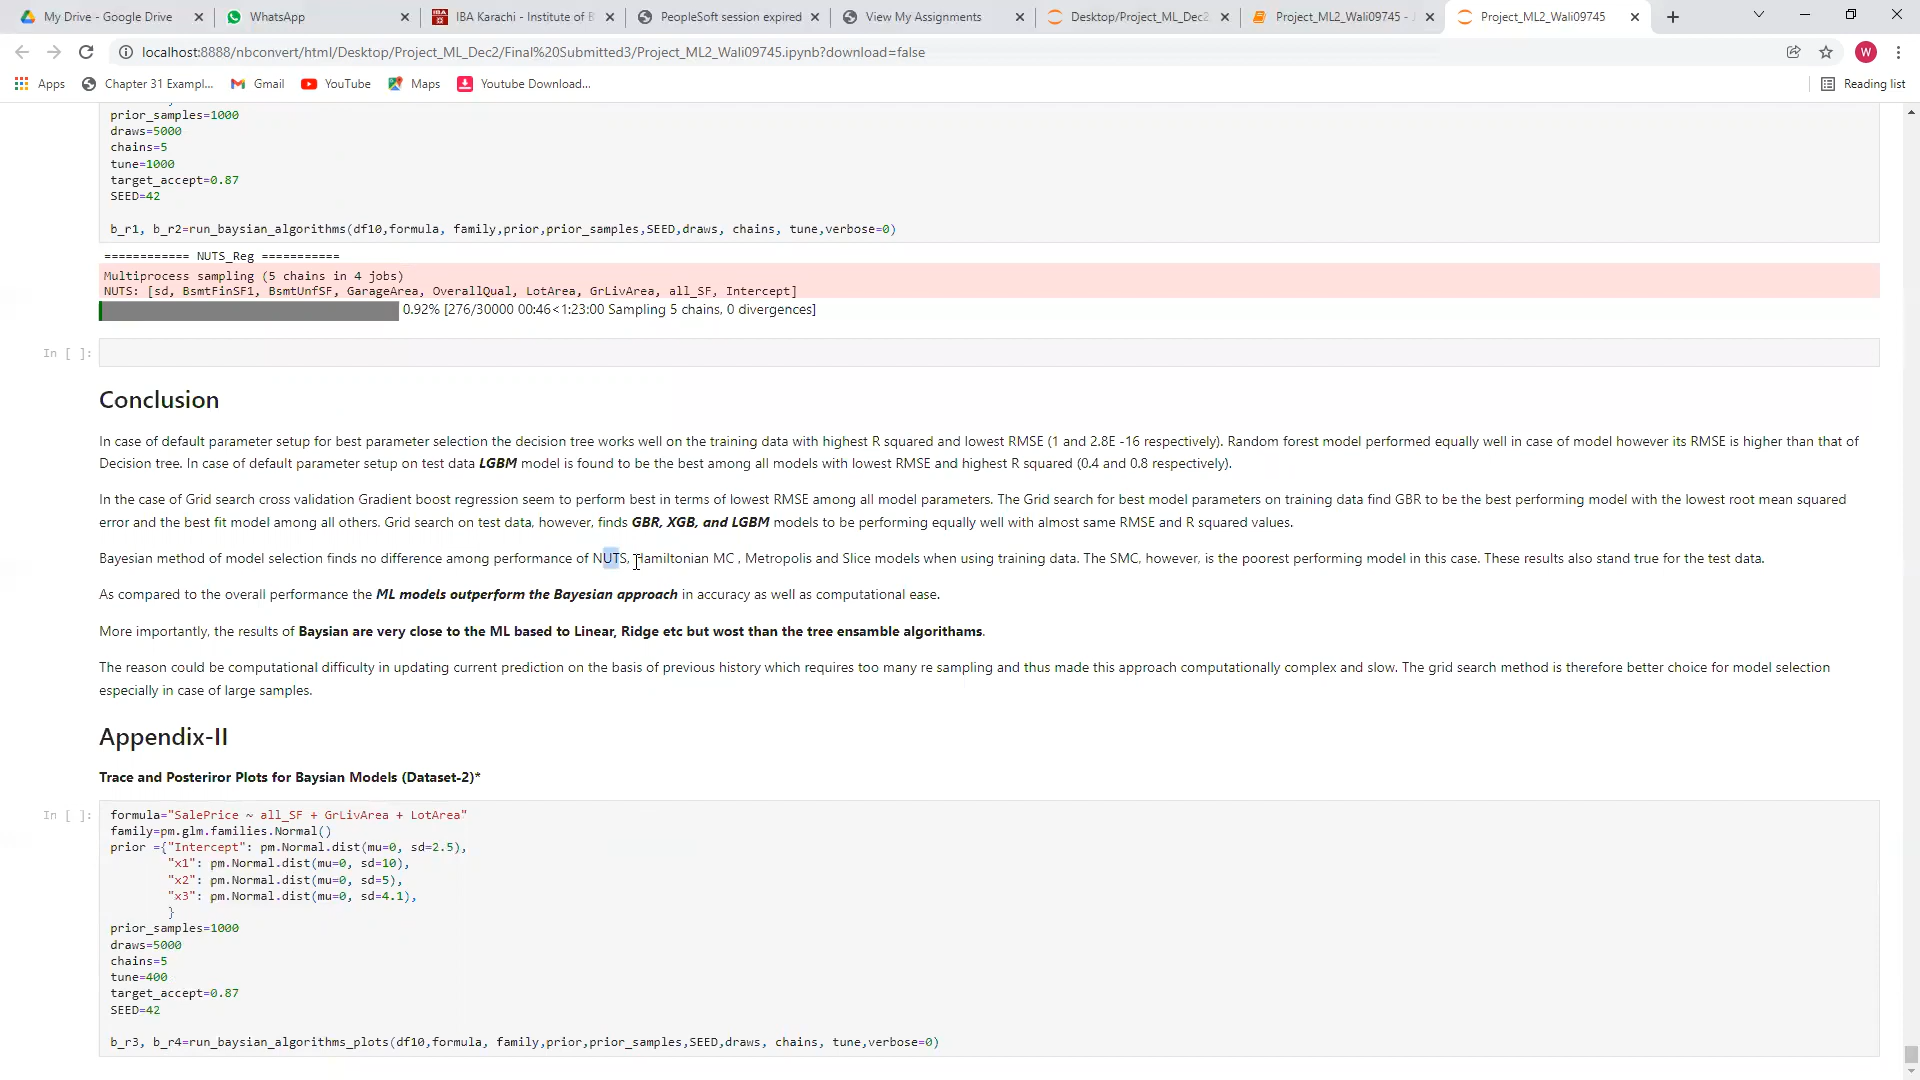 My Drive - Google Drive
WhatsApp
IBA Karachi - Institute of B
PeopleSoft session expired
View My Assignments
Desktop/Project_ML_Dec2
Project_ML2_Wali09745 - J
Project_ML2_Wali09745
localhost:8888/nbconvert/html/Desktop/Project_ML_Dec2/Final%20Submitted3/Project_ML2_Wali09745.ipynb?download=false
W
Apps
Chapter 31 Exampl...
Gmail
YouTube
Maps
Youtube Download...
Reading list
prior_samples=1000
draws=5000
chains=5
tune=1000
target_accept=0.87
SEED=42
b_r1, b_r2=run_baysian_algorithms(df10,formula, family,prior,prior_samples,SEED,draws, chains, tune,verbose=0)
============ NUTS_Reg ===========
Multiprocess sampling (5 chains in 4 jobs)
NUTS: [sd, BsmtFinSF1, BsmtUnfSF, GarageArea, OverallQual, LotArea, GrLivArea, all_SF, Intercept]
0.92% [276/30000 00:46<1:23:00 Sampling 5 chains, 0 divergences]
In [ ]:
Conclusion
In case of default parameter setup for best parameter selection the decision tree works well on the training data with highest R squared and lowest RMSE (1 and 2.8E -16 respectively). Random forest model performed equally well in case of model however its RMSE is higher than that of
Decision tree. In case of default parameter setup on test data LGBM model is found to be the best among all models with lowest RMSE and highest R squared (0.4 and 0.8 respectively).
In the case of Grid search cross validation Gradient boost regression seem to perform best in terms of lowest RMSE among all model parameters. The Grid search for best model parameters on training data find GBR to be the best performing model with the lowest root mean squared
error and the best fit model among all others. Grid search on test data, however, finds GBR, XGB, and LGBM models to be performing equally well with almost same RMSE and R squared values.
Bayesian method of model selection finds no difference among performance of NUTS, Hamiltonian MC , Metropolis and Slice models when using training data. The SMC, however, is the poorest performing model in this case. These results also stand true for the test data.
As compared to the overall performance the ML models outperform the Bayesian approach in accuracy as well as computational ease.
More importantly, the results of Baysian are very close to the ML based to Linear, Ridge etc but wost than the tree ensamble algorithams.
The reason could be computational difficulty in updating current prediction on the basis of previous history which requires too many re sampling and thus made this approach computationally complex and slow. The grid search method is therefore better choice for model selection
especially in case of large samples.
Appendix-II
Trace and Posteriror Plots for Baysian Models (Dataset-2)*
In [ ]:
formula="SalePrice ~ all_SF + GrLivArea + LotArea"
family=pm.glm.families.Normal()
prior ={"Intercept": pm.Normal.dist(mu=0, sd=2.5),
"x1": pm.Normal.dist(mu=0, sd=10),
"x2": pm.Normal.dist(mu=0, sd=5),
"x3": pm.Normal.dist(mu=0, sd=4.1),
}
prior_samples=1000
draws=5000
chains=5
tune=400
target_accept=0.87
SEED=42
b_r3, b_r4=run_baysian_algorithms_plots(df10,formula, family,prior,prior_samples,SEED,draws, chains, tune,verbose=0)